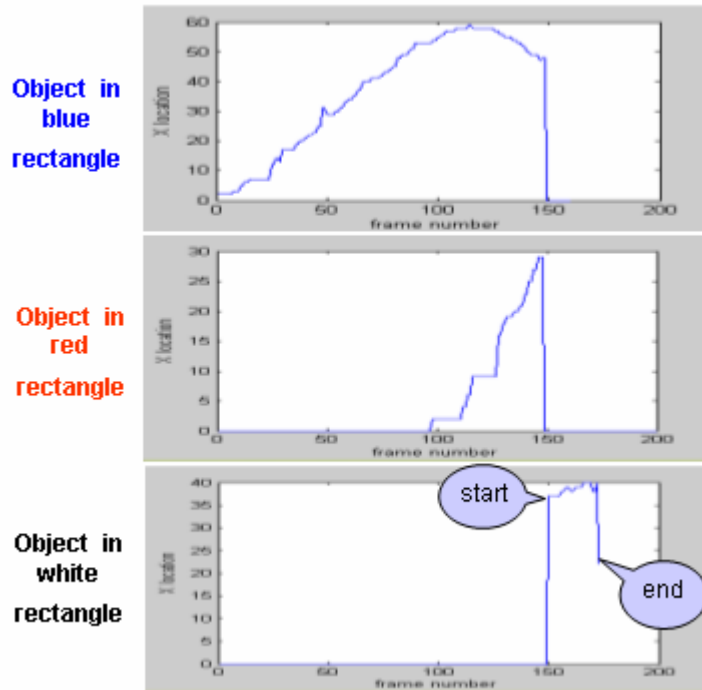 Object in
blue
rectangle
X location
60
50
40
30
20
10
0
0 50 100 150 200
frame number
Object in
red
rectangle
X location
30
25
20
15
10
5
0
0 50 100 150 200
frame number
Object in
white
rectangle
X location
40
35
30
25
20
15
10
5
0
start
end
0 50 100 150 200
frame number